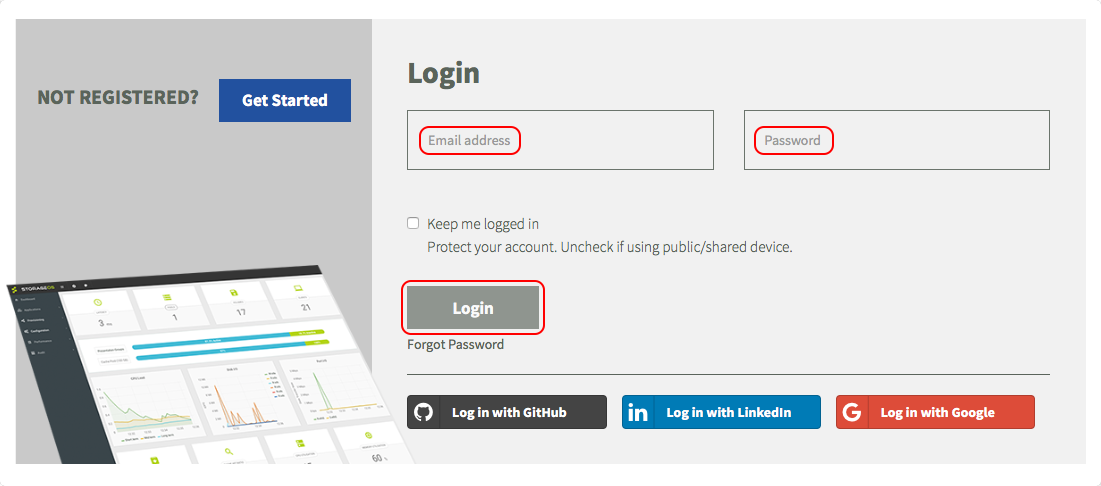 NOT REGISTERED?
Get Started
Login
Email address
Password
Keep me logged in
Protect your account. Uncheck if using public/shared device.
Login
Forgot Password
Log in with GitHub
Log in with LinkedIn
Log in with Google
STORAGEOS
3
1
17
21
60